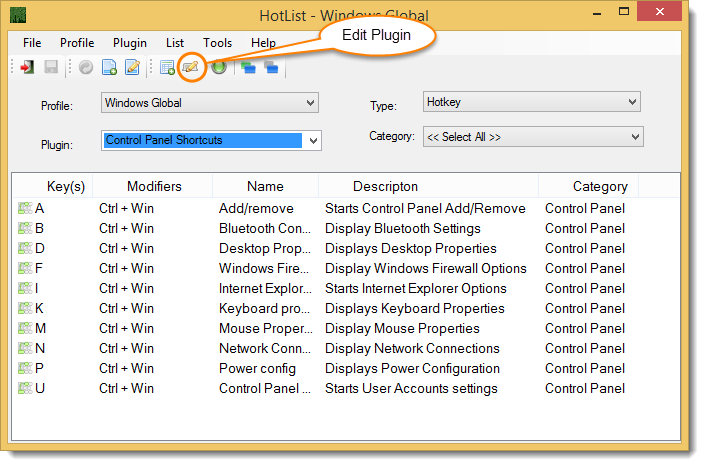 HotList - Windows Global
File Profile Plugin List Tools Help
Edit Plugin
Profile: Windows Global Type: Hotkey
Plugin: Control Panel Shortcuts Category: << Select All >>
Key(s) Modifiers Name Descripton Category
A Ctrl + Win Add/remove Starts Control Panel Add/Remove Control Panel
B Ctrl + Win Bluetooth Con... Display Bluetooth Settings Control Panel
D Ctrl + Win Desktop Prop... Displays Desktop Properties Control Panel
F Ctrl + Win Windows Fire... Display Windows Firewall Options Control Panel
I Ctrl + Win Internet Explor... Starts Internet Explorer Options Control Panel
K Ctrl + Win Keyboard pro... Displays Keyboard Properties Control Panel
M Ctrl + Win Mouse Proper... Display Mouse Properties Control Panel
N Ctrl + Win Network Conn... Display Network Connections Control Panel
P Ctrl + Win Power config Displays Power Configuration Control Panel
U Ctrl + Win Control Panel ... Starts User Accounts settings Control Panel